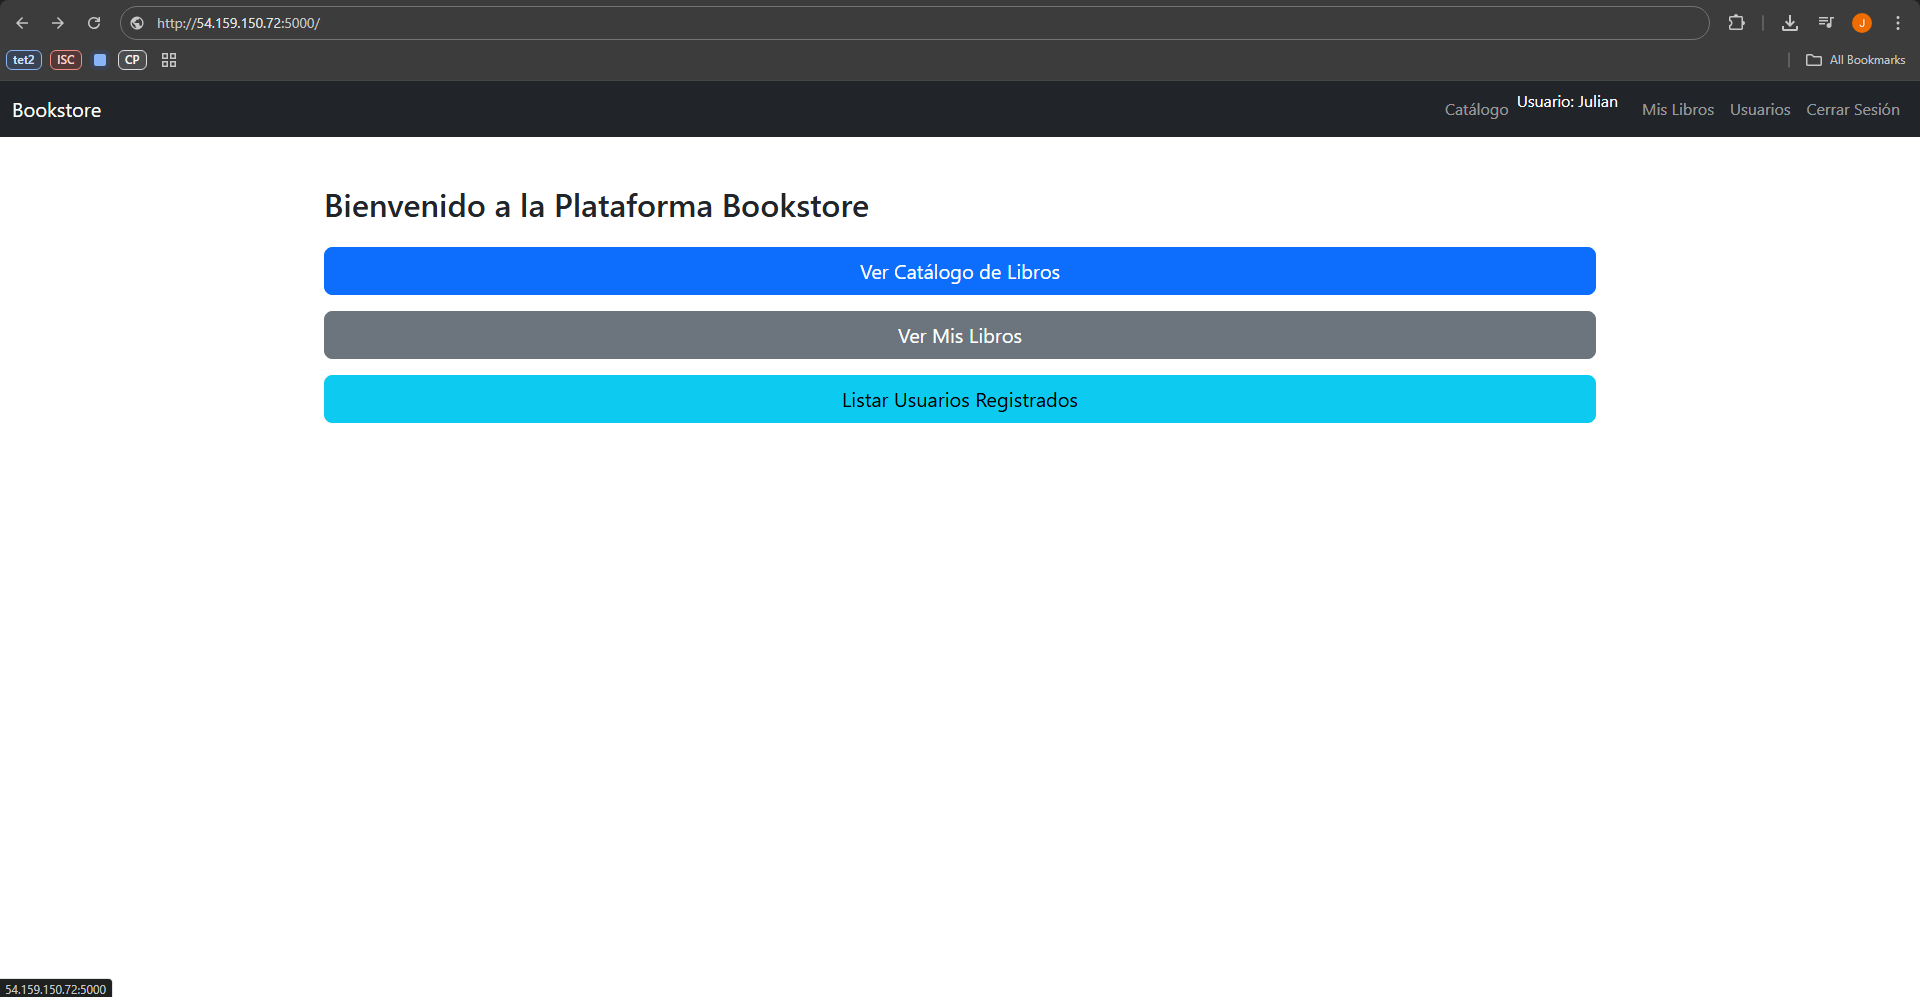 http://54.159.150.72:5000/
J
tet2 ISC CP All Bookmarks
Bookstore Catálogo Usuario: Julian Mis Libros Usuarios Cerrar Sesión
Bienvenido a la Plataforma Bookstore
Ver Catálogo de Libros
Ver Mis Libros
Listar Usuarios Registrados
54.159.150.72:5000